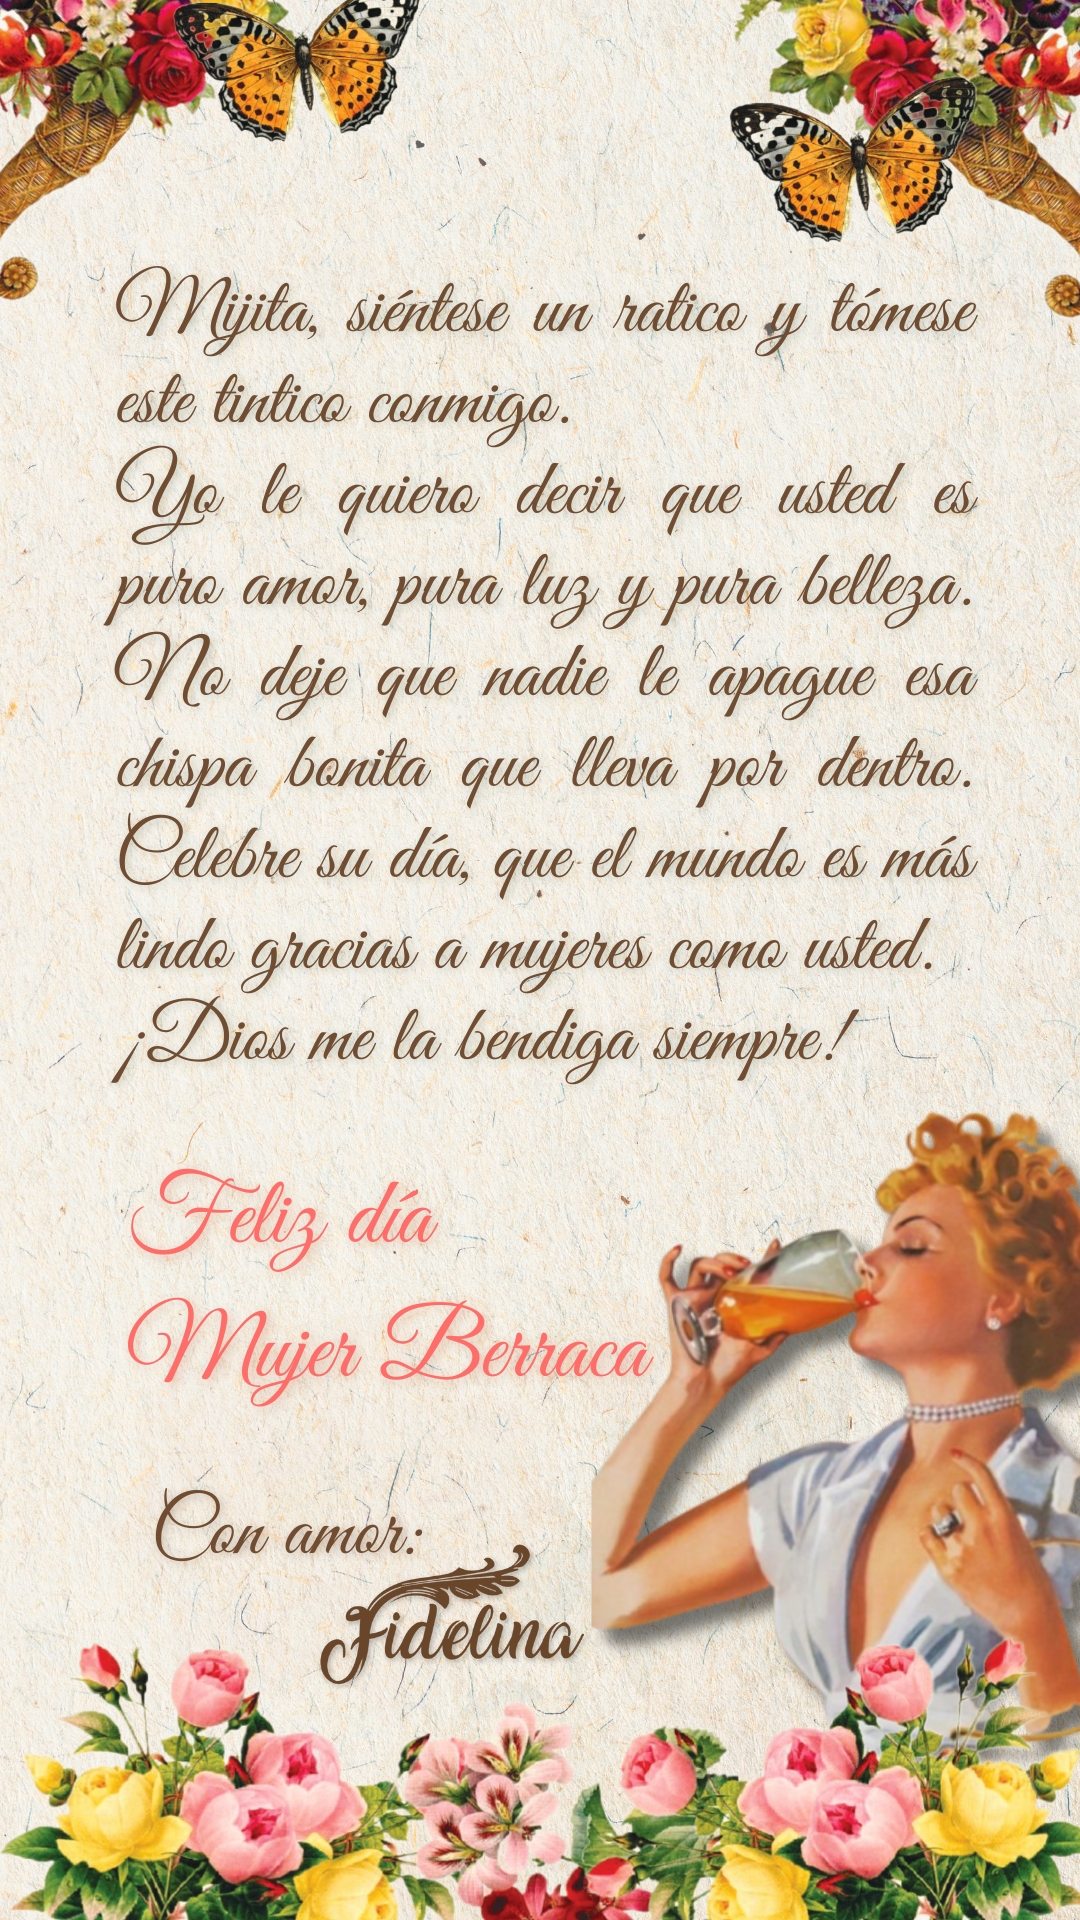 Mijita, siéntese un ratico y tómese
este tintico conmigo.
Yo le quiero decir que usted es
puro amor, pura luz y pura belleza.
No deje que nadie le apague esa
chispa bonita que lleva por dentro.
Celebre su día, que el mundo es más
lindo gracias a mujeres como usted.
¡Dios me la bendiga siempre!
Feliz día
Mujer Berraca
Con amor:
Fidelina